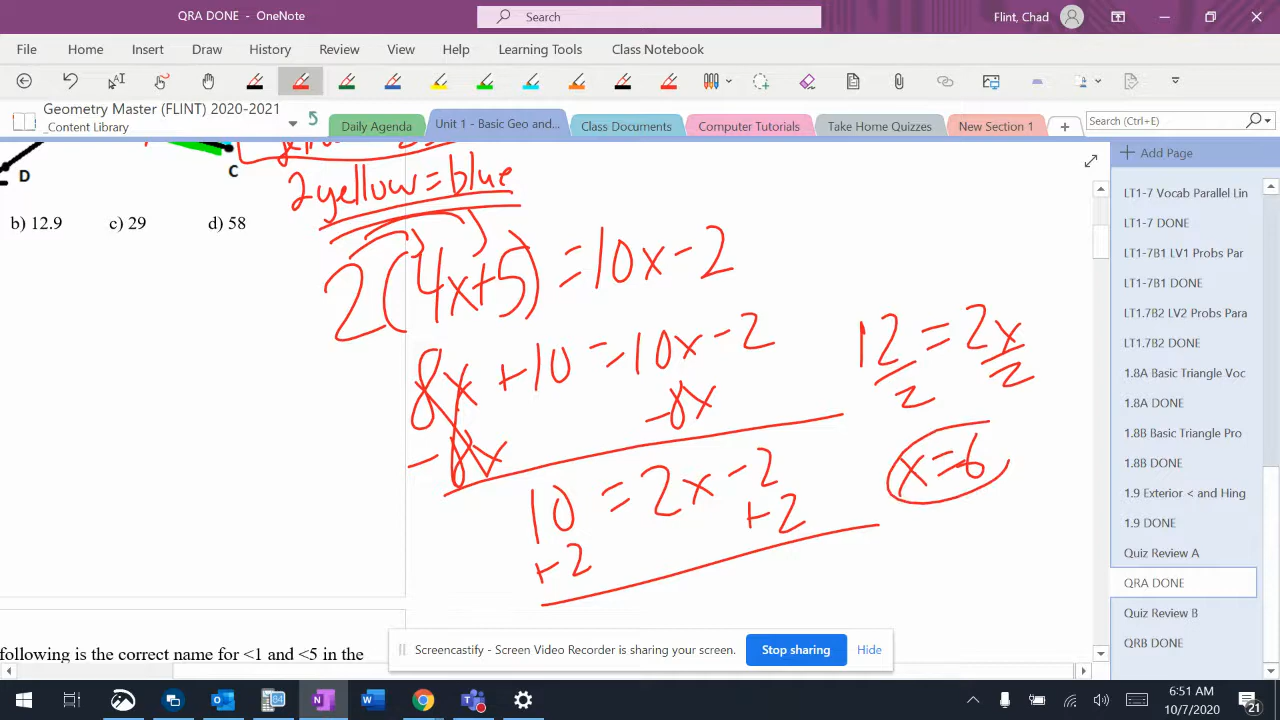 QRA DONE - OneNote
Search
Flint, Chad
File Home Insert Draw History Review View Help Learning Tools Class Notebook
Geometry Master (FLINT) 2020-2021
_Content Library
Daily Agenda
Unit 1 - Basic Geo and...
Class Documents
Computer Tutorials
Take Home Quizzes
New Section 1
Search (Ctrl+E)
Add Page
LT1-7 Vocab Parallel Lin
LT1-7 DONE
LT1-7B1 LV1 Probs Par
LT1-7B1 DONE
LT1.7B2 LV2 Probs Para
LT1.7B2 DONE
1.8A Basic Triangle Voc
1.8A DONE
1.8B Basic Triangle Pro
1.8B DONE
1.9 Exterior < and Hing
1.9 DONE
Quiz Review A
QRA DONE
Quiz Review B
QRB DONE
D
C
b) 12.9 c) 29 d) 58
2yellow = blue
2(4x+5) = 10x-2
8x+10 = 10x-2
-8x -8x
10 = 2x-2
+2 +2
12 = 2x
2 2
x=6
following is the correct name for <1 and <5 in the
Screencastify - Screen Video Recorder is sharing your screen.
Stop sharing
Hide
6:51 AM
10/7/2020
21